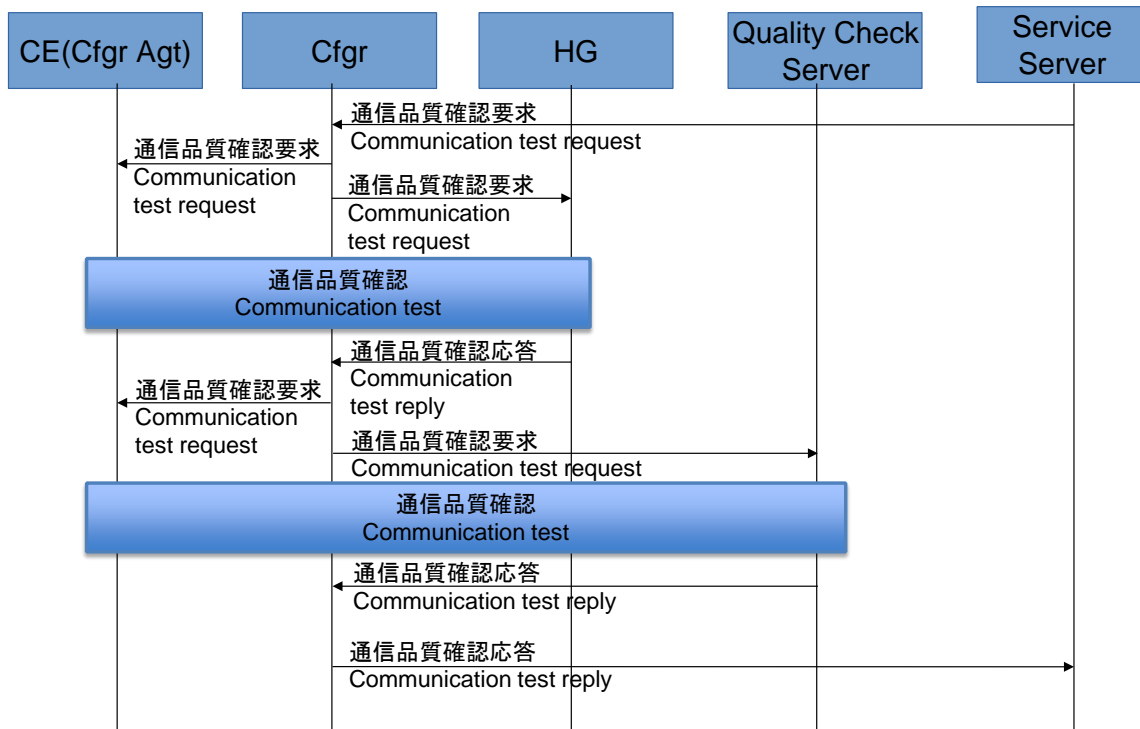 CE(Cfgr Agt)
Cfgr
HG
Quality Check
Server
Service
Server
通信品質確認要求
Communication test request
通信品質確認要求
Communication
test request
通信品質確認要求
Communication
test request
通信品質確認
Communication test
通信品質確認応答
Communication
test reply
通信品質確認要求
Communication
test request
通信品質確認要求
Communication test request
通信品質確認
Communication test
通信品質確認応答
Communication test reply
通信品質確認応答
Communication test reply